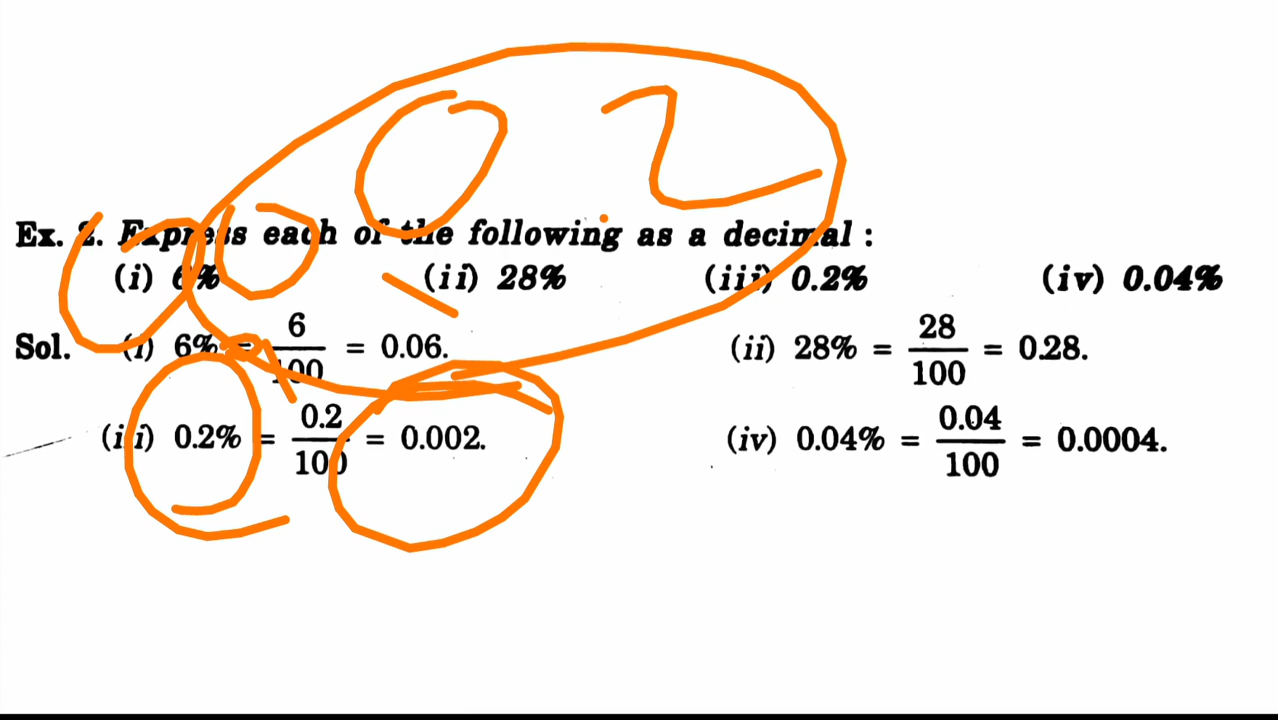 Ex. 2. Express each of the following as a decimal :
(i) 6% (ii) 28% (iii) 0.2% (iv) 0.04%
Sol. (i) 6% = 6/100 = 0.06. (ii) 28% = 28/100 = 0.28.
(iii) 0.2% = 0.2/100 = 0.002. (iv) 0.04% = 0.04/100 = 0.0004.